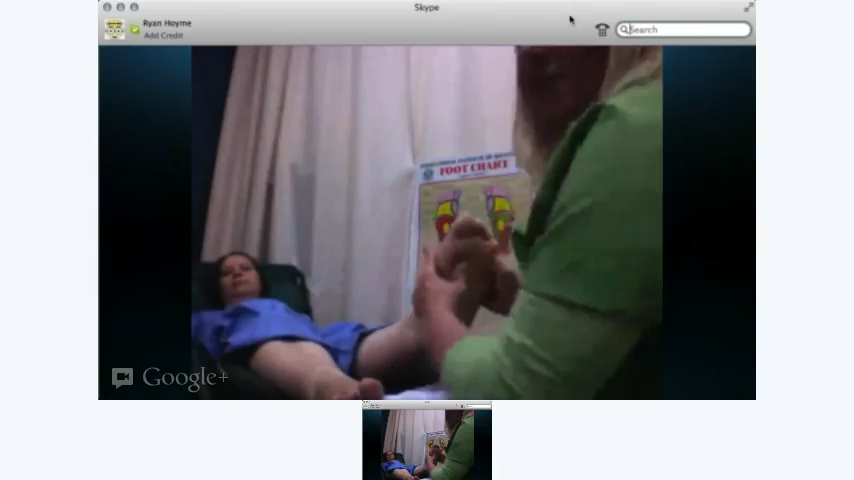 Skype
Ryan Hoyme
Add Credit
Search
FOOT CHART
Google+